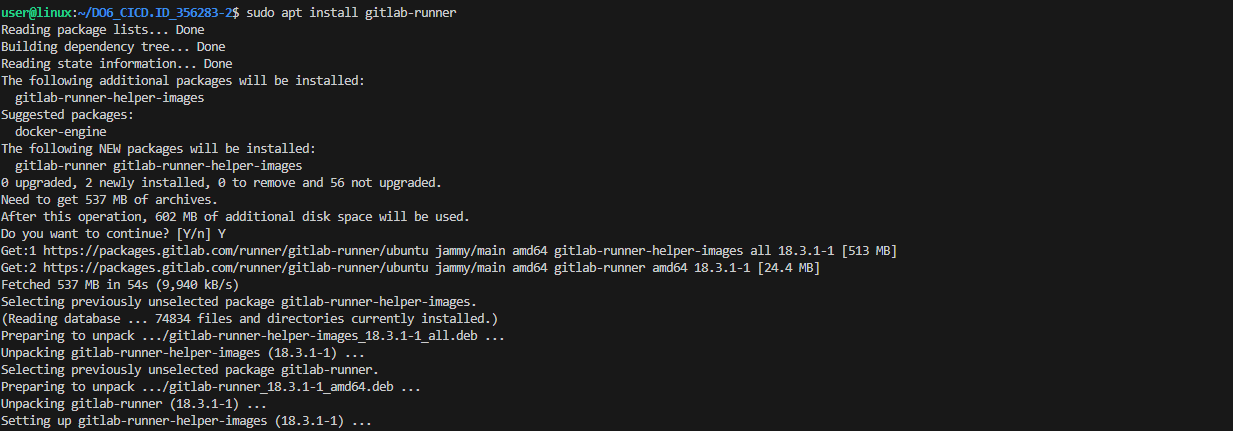 user@linux:~/DO6_CICD.ID_356283-2$ sudo apt install gitlab-runner
Reading package lists... Done
Building dependency tree... Done
Reading state information... Done
The following additional packages will be installed:
  gitlab-runner-helper-images
Suggested packages:
  docker-engine
The following NEW packages will be installed:
  gitlab-runner gitlab-runner-helper-images
0 upgraded, 2 newly installed, 0 to remove and 56 not upgraded.
Need to get 537 MB of archives.
After this operation, 602 MB of additional disk space will be used.
Do you want to continue? [Y/n] Y
Get:1 https://packages.gitlab.com/runner/gitlab-runner/ubuntu jammy/main amd64 gitlab-runner-helper-images all 18.3.1-1 [513 MB]
Get:2 https://packages.gitlab.com/runner/gitlab-runner/ubuntu jammy/main amd64 gitlab-runner amd64 18.3.1-1 [24.4 MB]
Fetched 537 MB in 54s (9,940 kB/s)
Selecting previously unselected package gitlab-runner-helper-images.
(Reading database ... 74834 files and directories currently installed.)
Preparing to unpack .../gitlab-runner-helper-images_18.3.1-1_all.deb ...
Unpacking gitlab-runner-helper-images (18.3.1-1) ...
Selecting previously unselected package gitlab-runner.
Preparing to unpack .../gitlab-runner_18.3.1-1_amd64.deb ...
Unpacking gitlab-runner (18.3.1-1) ...
Setting up gitlab-runner-helper-images (18.3.1-1) ...